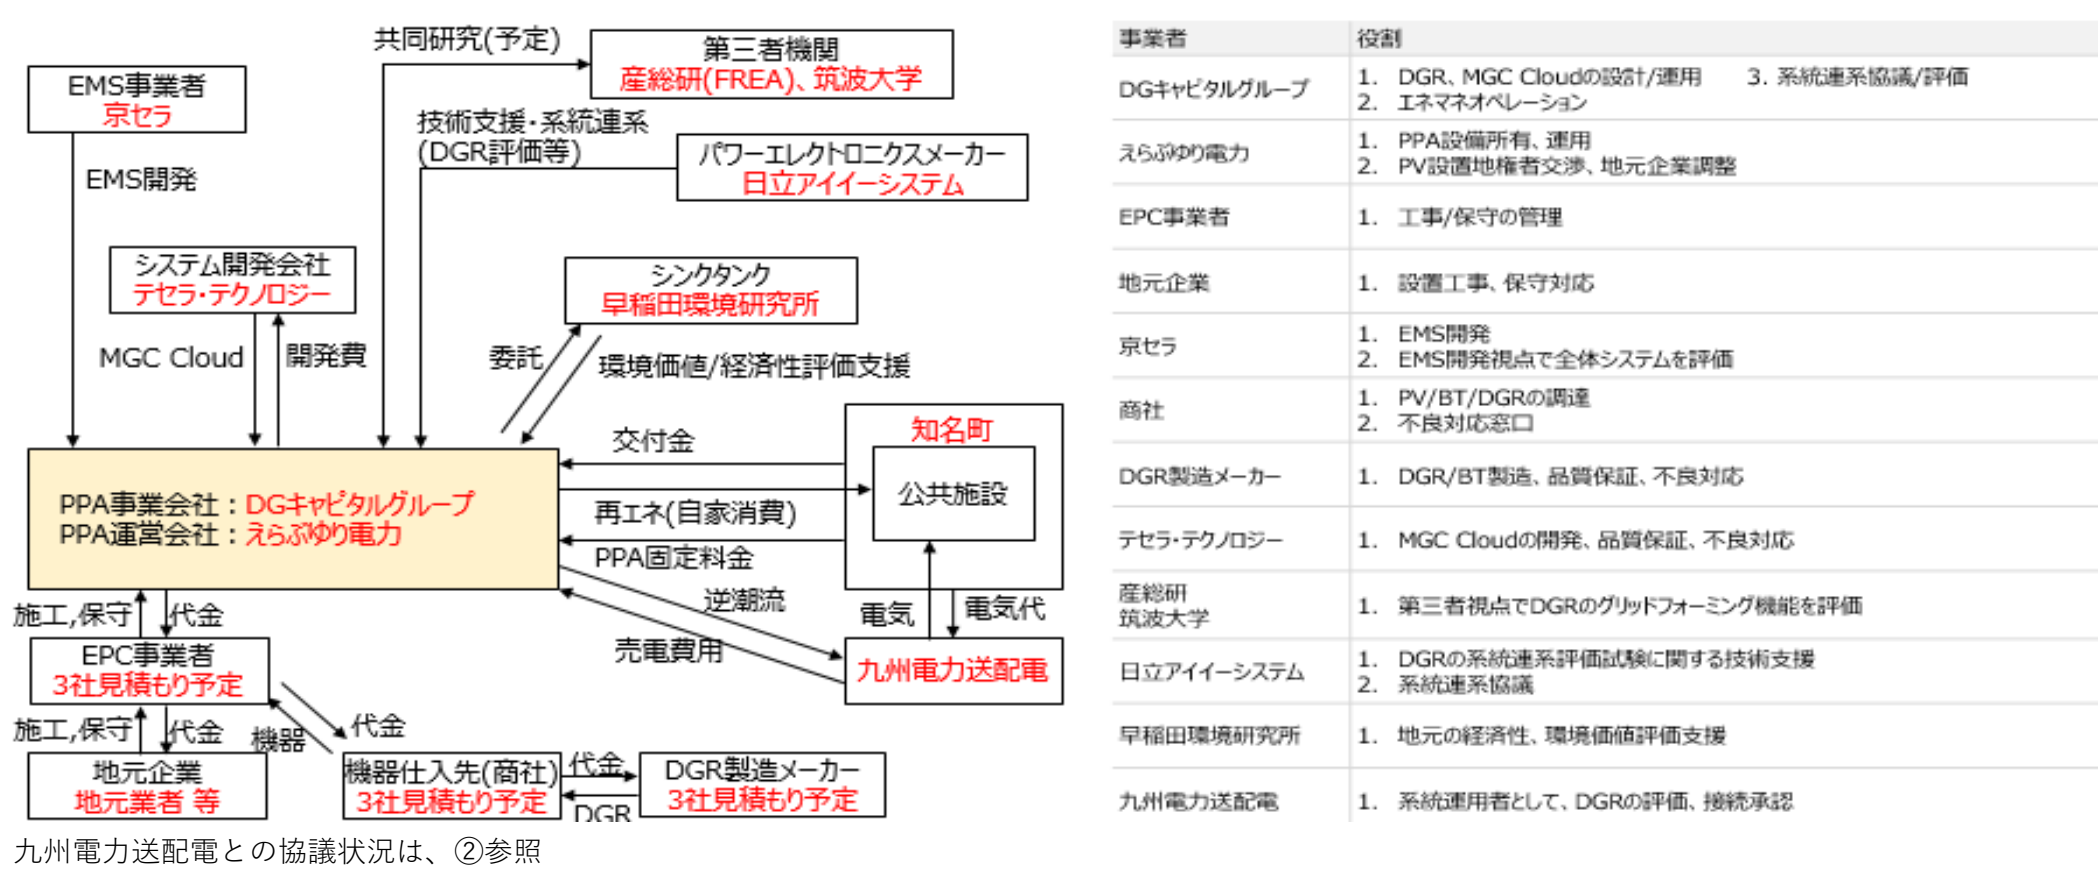 共同研究(予定)
第三者機関
産総研(FREA)、筑波大学
EMS事業者
京セラ
技術支援・系統連系
(DGR評価等)
パワーエレクトロニクスメーカー
日立アイイーシステム
EMS開発
システム開発会社
テセラ・テクノロジー
シンクタンク
早稲田環境研究所
MGC Cloud
開発費
委託
環境価値/経済性評価支援
知名町
公共施設
交付金
再エネ(自家消費)
PPA固定料金
PPA事業会社：DGキャピタルグループ
PPA運営会社：えらぶゆり電力
逆潮流
売電費用
電気
電気代
九州電力送配電
施工,保守
代金
EPC事業者
3社見積もり予定
施工,保守
代金
機器
代金
地元企業
地元業者 等
機器仕入先(商社)
3社見積もり予定
代金
DGR
DGR製造メーカー
3社見積もり予定
九州電力送配電との協議状況は、②参照
事業者 役割
DGキャピタルグループ
1. DGR、MGC Cloudの設計/運用 3. 系統連系協議/評価
2. エネマネオペレーション
えらぶゆり電力
1. PPA設備所有、運用
2. PV設置地権者交渉、地元企業調整
EPC事業者 1. 工事/保守の管理
地元企業 1. 設置工事、保守対応
京セラ
1. EMS開発
2. EMS開発視点で全体システムを評価
商社
1. PV/BT/DGRの調達
2. 不良対応窓口
DGR製造メーカー 1. DGR/BT製造、品質保証、不良対応
テセラ・テクノロジー 1. MGC Cloudの開発、品質保証、不良対応
産総研
筑波大学
1. 第三者視点でDGRのグリッドフォーミング機能を評価
日立アイイーシステム
1. DGRの系統連系評価試験に関する技術支援
2. 系統連系協議
早稲田環境研究所 1. 地元の経済性、環境価値評価支援
九州電力送配電 1. 系統運用者として、DGRの評価、接続承認